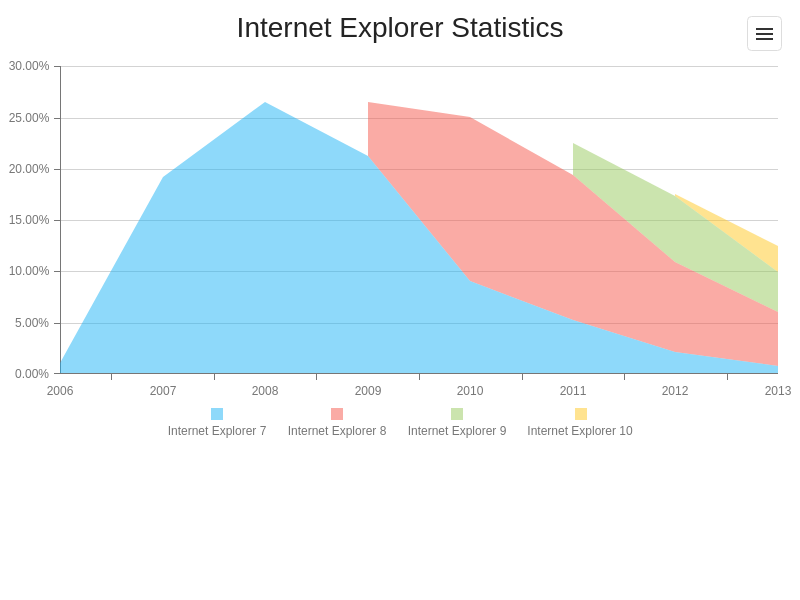 Internet Explorer Statistics
30.00%
25.00%
20.00%
15.00%
10.00%
5.00%
0.00%
2006 2007 2008 2009 2010 2011 2012 2013
Internet Explorer 7 Internet Explorer 8 Internet Explorer 9 Internet Explorer 10